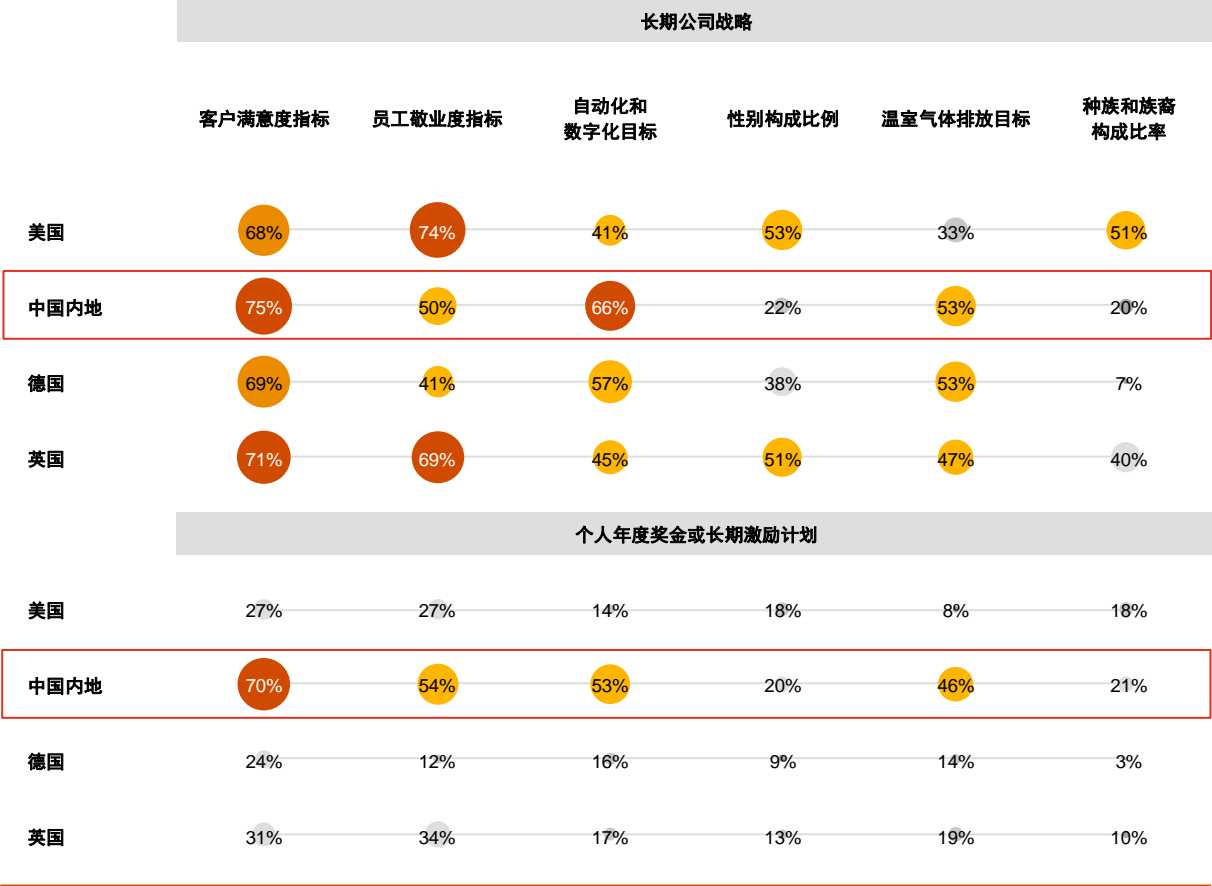 长期公司战略
客户满意度指标 员工敬业度指标 自动化和 数字化目标 性别构成比例 温室气体排放目标 种族和族裔 构成比率
美国 68% 74% 41% 53% 33% 51%
中国内地 75% 50% 66% 22% 53% 20%
德国 69% 41% 57% 38% 53% 7%
英国 71% 69% 45% 51% 47% 40%
个人年度奖金或长期激励计划
美国 27% 27% 14% 18% 8% 18%
中国内地 70% 54% 53% 20% 46% 21%
德国 24% 12% 16% 9% 14% 3%
英国 31% 34% 17% 13% 19% 10%